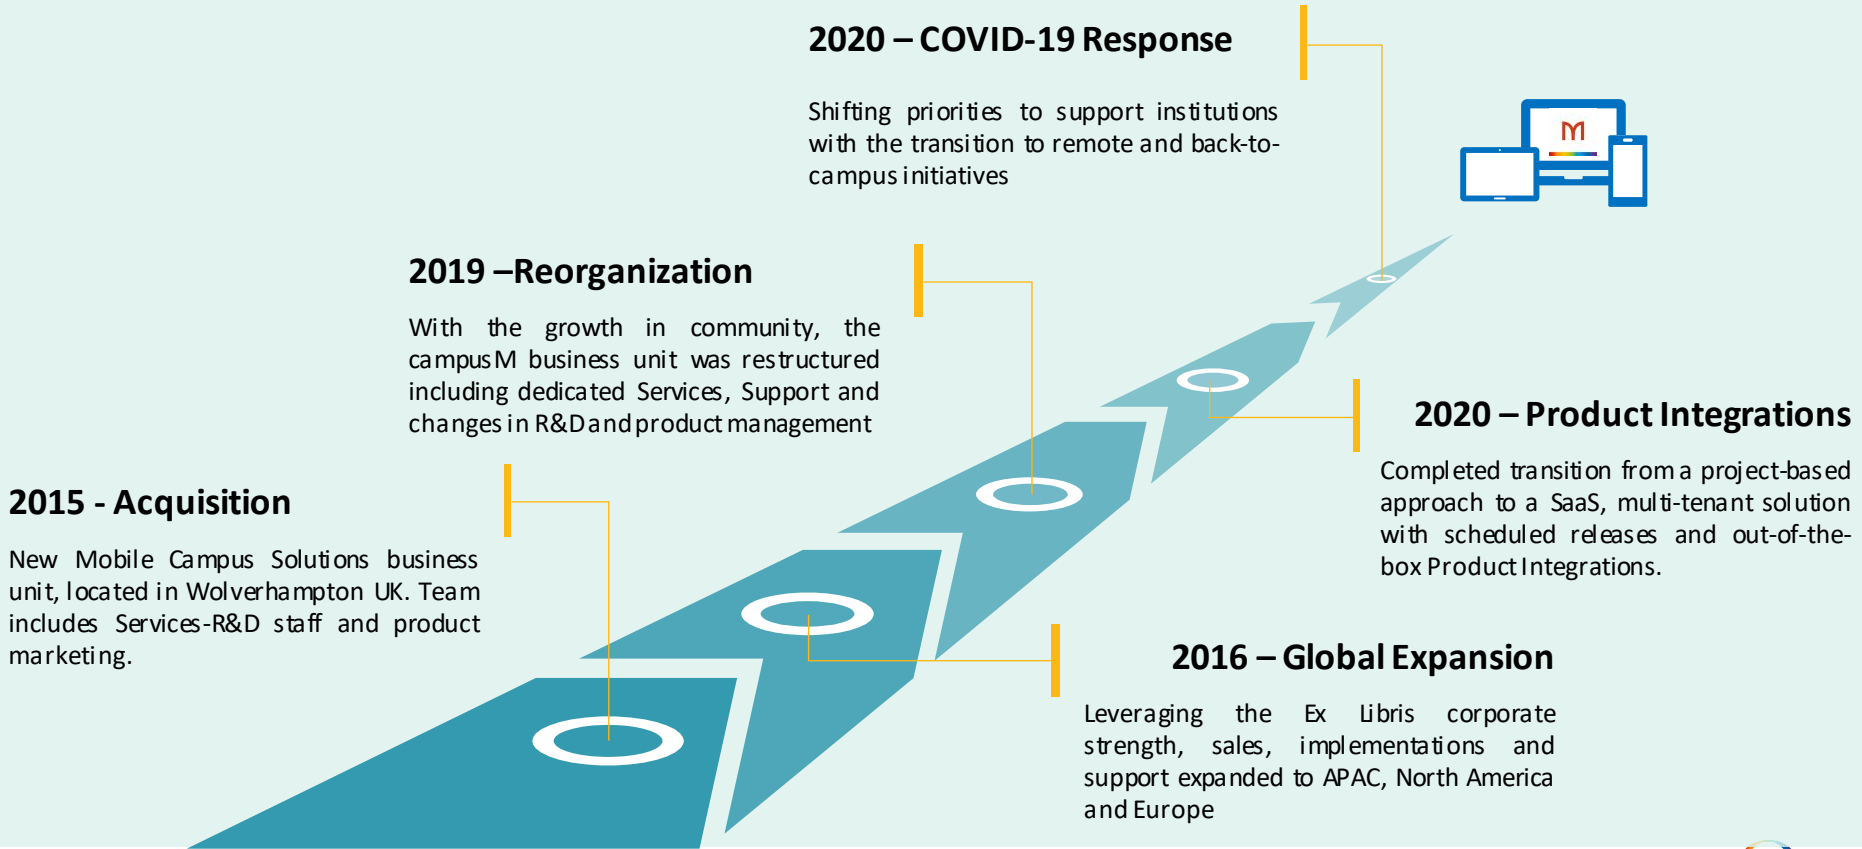 2020 – COVID-19 Response
Shifting priorities to support institutions
with the transition to remote and back-to-
campus initiatives
M
2019 –Reorganization
With the growth in community, the
campusM business unit was restructured
including dedicated Services, Support and
changes in R&D and product management
2020 – Product Integrations
Completed transition from a project-based
approach to a SaaS, multi-tenant solution
with scheduled releases and out-of-the-
box Product Integrations.
2015 - Acquisition
New Mobile Campus Solutions business
unit, located in Wolverhampton UK. Team
includes Services-R&D staff and product
marketing.
2016 – Global Expansion
Leveraging the Ex Libris corporate
strength, sales, implementations and
support expanded to APAC, North America
and Europe